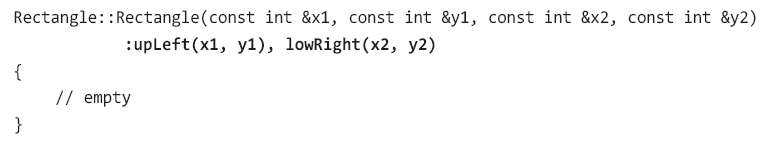 Rectangle::Rectangle(const int &x1, const int &y1, const int &x2, const int &y2)
:upLeft(x1, y1), lowRight(x2, y2)
{
// empty
}